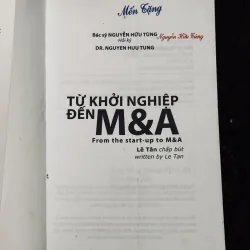 Mến Tặng
Bác sỹ NGUYỄN HỮU TÙNG
Nguyễn Hữu Tùng
Hồi ký
DR. NGUYEN HUU TUNG
TỪ KHỞI NGHIỆP
ĐẾN M&A
From the start-up to M&A
Lê Tân chấp bút
written by Le Tan